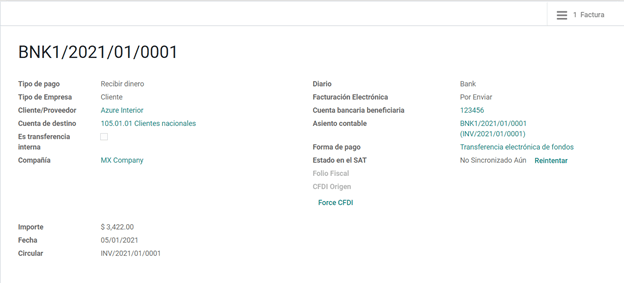 1 Factura
BNK1/2021/01/0001
Tipo de pago Recibir dinero
Tipo de Empresa Cliente
Cliente/Proveedor Azure Interior
Cuenta de destino 105.01.01 Clientes nacionales
Es transferencia
interna
Compañía MX Company
Diario Bank
Facturación Electrónica Por Enviar
Cuenta bancaria beneficiaria 123456
Asiento contable BNK1/2021/01/0001
(INV/2021/01/0001)
Forma de pago Transferencia electrónica de fondos
Estado en el SAT No Sincronizado Aún Reintentar
Folio Fiscal
CFDI Origen
Force CFDI
Importe $ 3,422.00
Fecha 05/01/2021
Circular INV/2021/01/0001